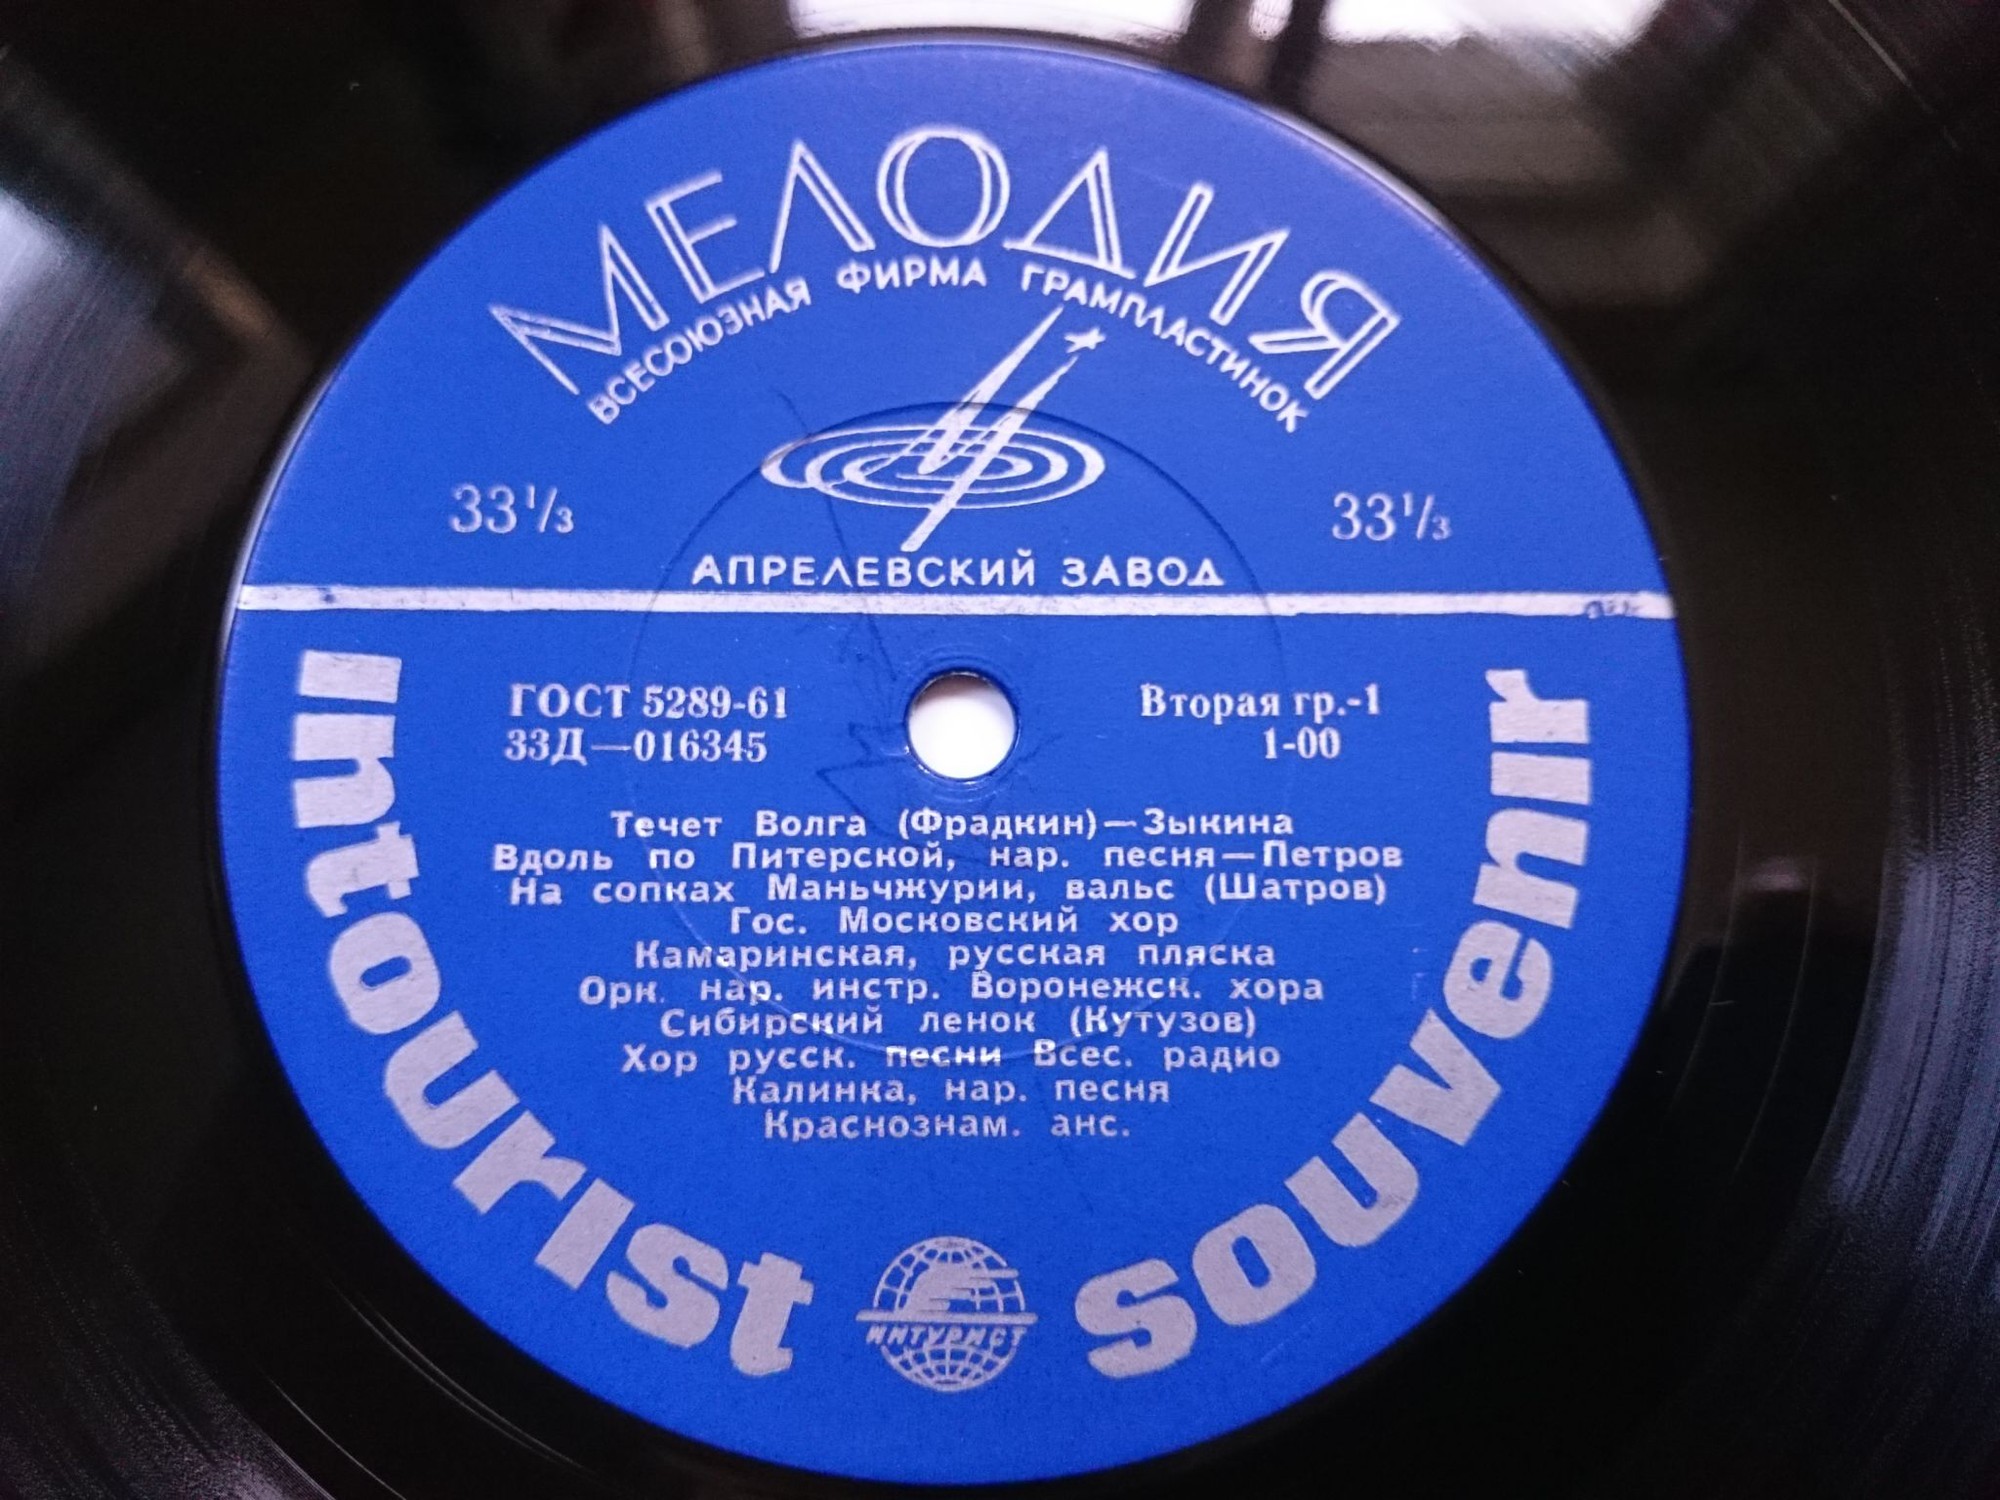 МЕЛОДИЯ
ВСЕСОЮЗНАЯ ФИРМА ГРАМПЛАСТИНОК
33⅓ 33⅓
АПРЕЛЕВСКИЙ ЗАВОД
ГОСТ 5289-61 Вторая гр.-1
33Д—016345 1-00
Течет Волга (Фрадкин)—Зыкина
Вдоль по Питерской, нар. песня—Петров
На сопках Маньчжурии, вальс (Шатров)
Гос. Московский хор
Камаринская, русская пляска
Орк. нар. инстр. Воронежск. хора
Сибирский ленок (Кутузов)
Хор русск. песни Всес. радио
Калинка, нар. песня
Краснознам. анс.
intourist souvenir
ИНТУРИСТ